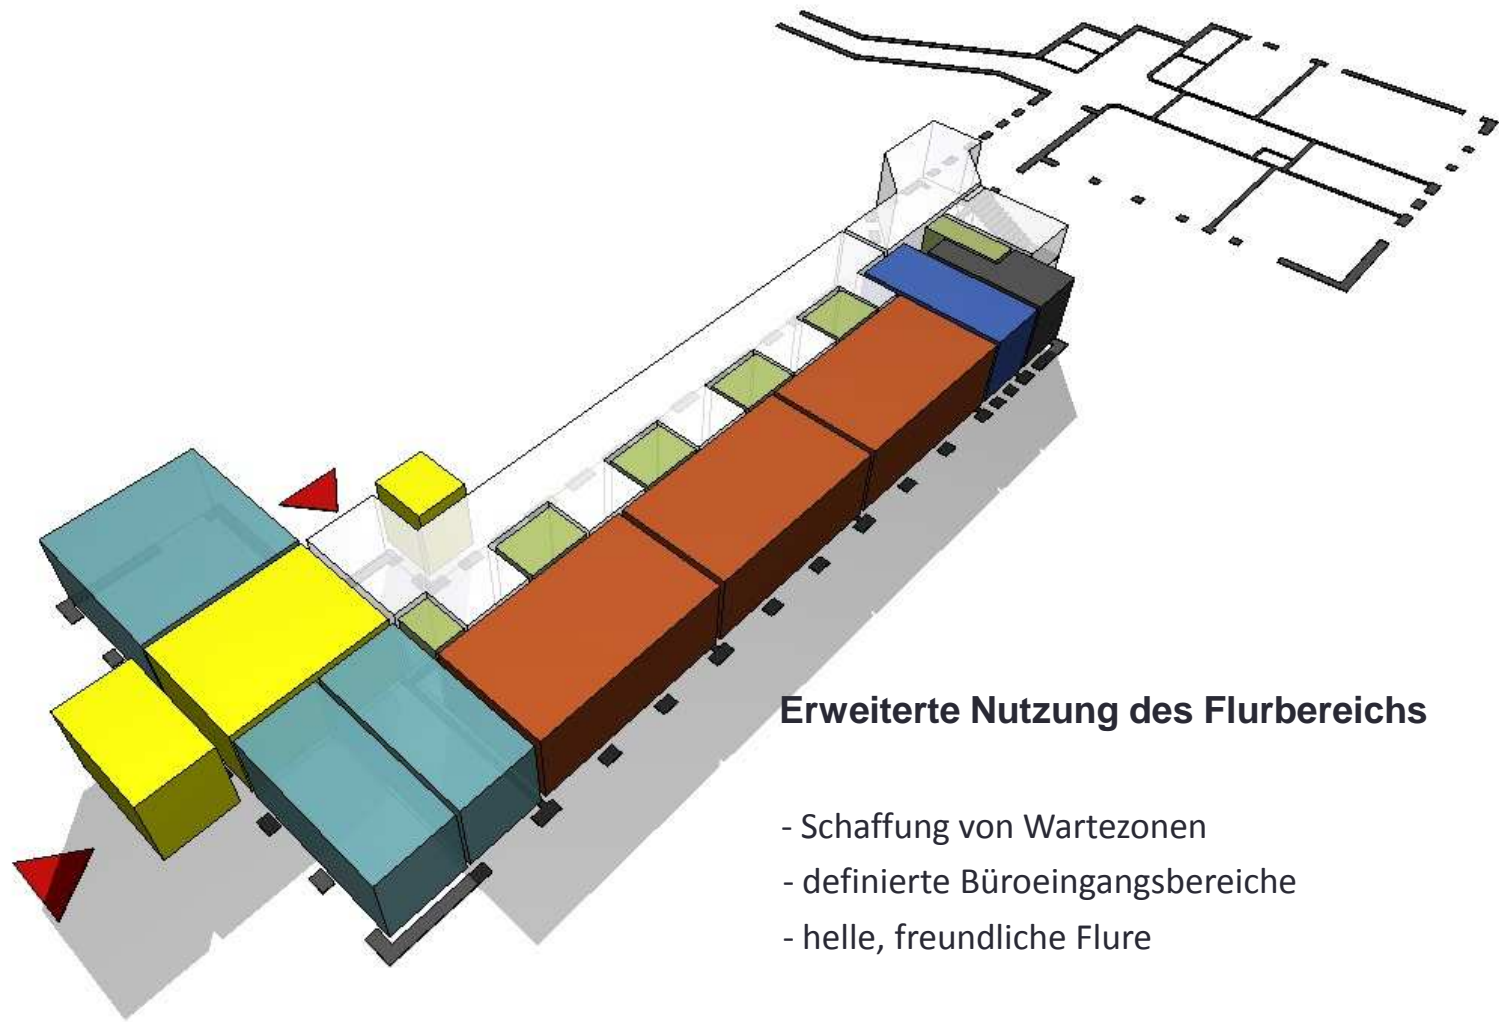 Erweiterte Nutzung des Flurbereichs
- Schaffung von Wartezonen
- definierte Büroeingangsbereiche
- helle, freundliche Flure